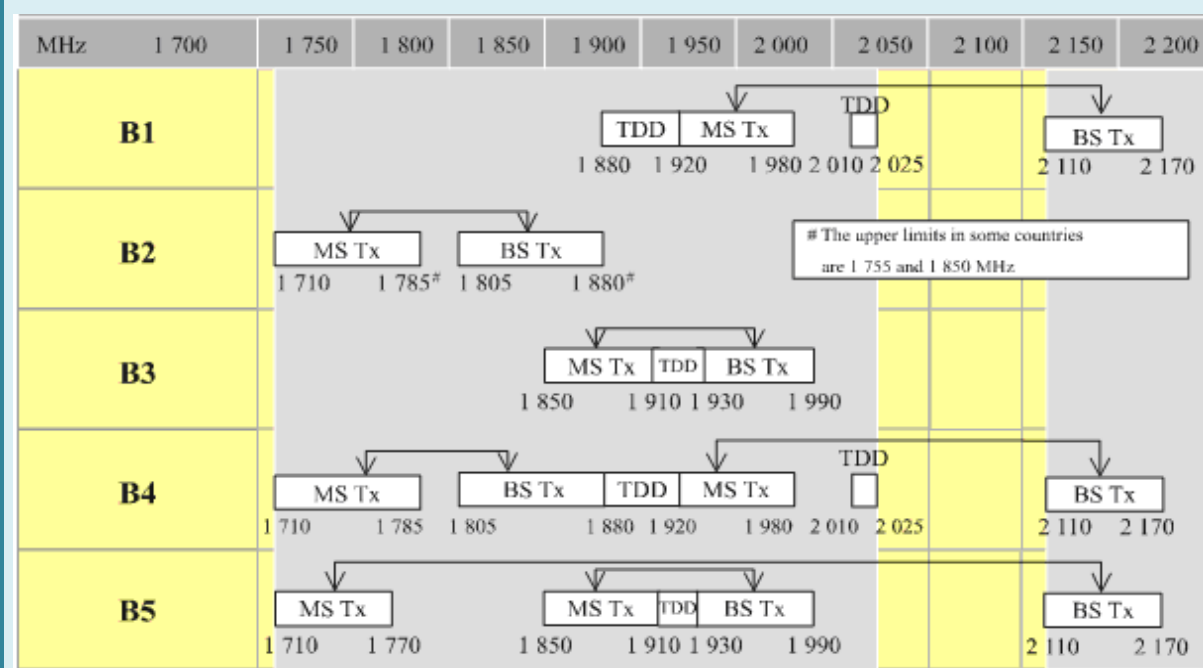 MHz 1 700 1 750 1 800 1 850 1 900 1 950 2 000 2 050 2 100 2 150 2 200
TDD
B1 TDD MS Tx BS Tx
1 880 1 920 1 980 2 010 2 025 2 110 2 170
# The upper limits in some countries
are 1 755 and 1 850 MHz
B2 MS Tx BS Tx
1 710 1 785# 1 805 1 880#
B3 MS Tx TDD BS Tx
1 850 1 910 1 930 1 990
TDD
B4 MS Tx BS Tx TDD MS Tx BS Tx
1 710 1 785 1 805 1 880 1 920 1 980 2 010 2 025 2 110 2 170
B5 MS Tx MS Tx TDD BS Tx BS Tx
1 710 1 770 1 850 1 910 1 930 1 990 2 110 2 170